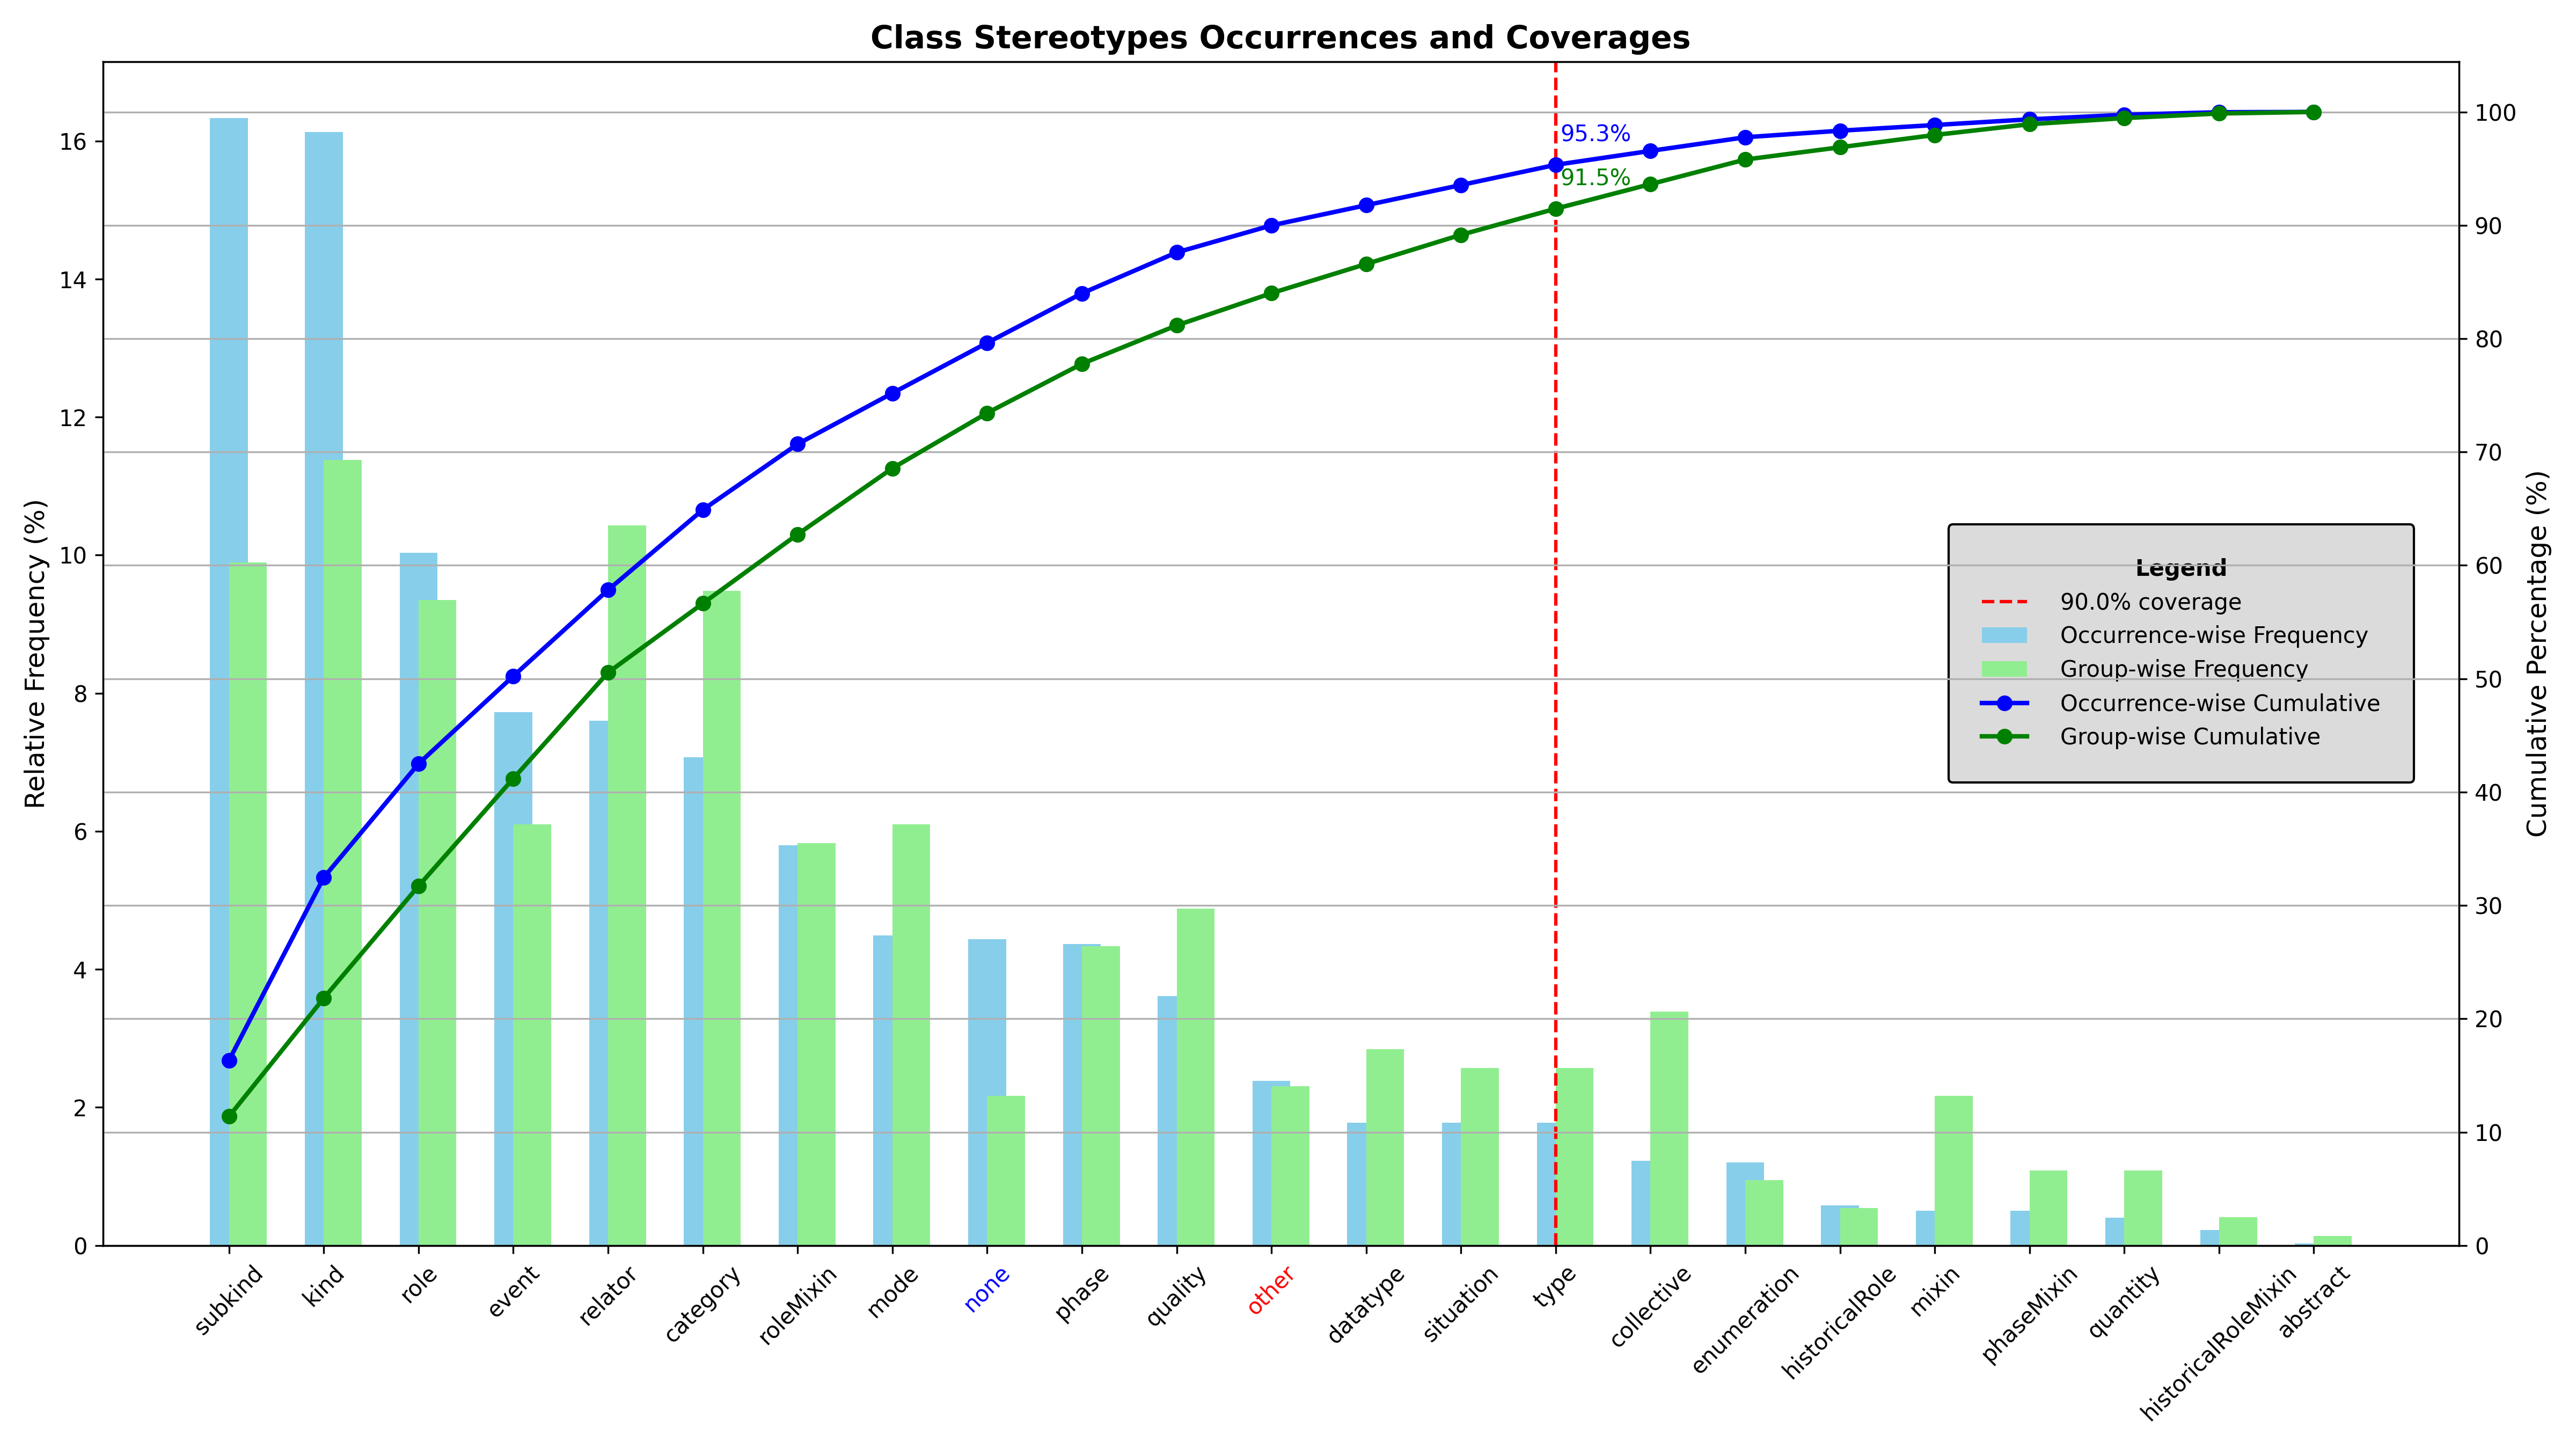 Class Stereotypes Occurrences and Coverages
Relative Frequency (%)
16
14
12
10
8
6
4
2
0
95.3%
91.5%
100
90
80
70
60
50
40
30
20
10
0
Cumulative Percentage (%)
Legend
90.0% coverage
Occurrence-wise Frequency
Group-wise Frequency
Occurrence-wise Cumulative
Group-wise Cumulative
subkind
kind
role
event
relator
category
roleMixin
mode
none
phase
quality
other
datatype
situation
type
collective
enumeration
historicalRole
mixin
phaseMixin
quantity
historicalRoleMixin
abstract